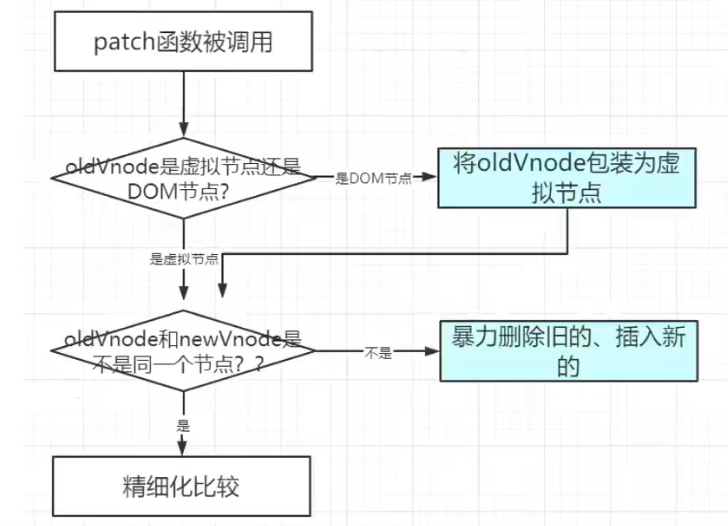 patch函数被调用
oldVnode是虚拟节点还是
DOM节点?
是DOM节点
将oldVnode包装为虚
拟节点
是虚拟节点
oldVnode和newVnode是
不是同一个节点？?
不是
暴力删除旧的、插入新
的
是
精细化比较